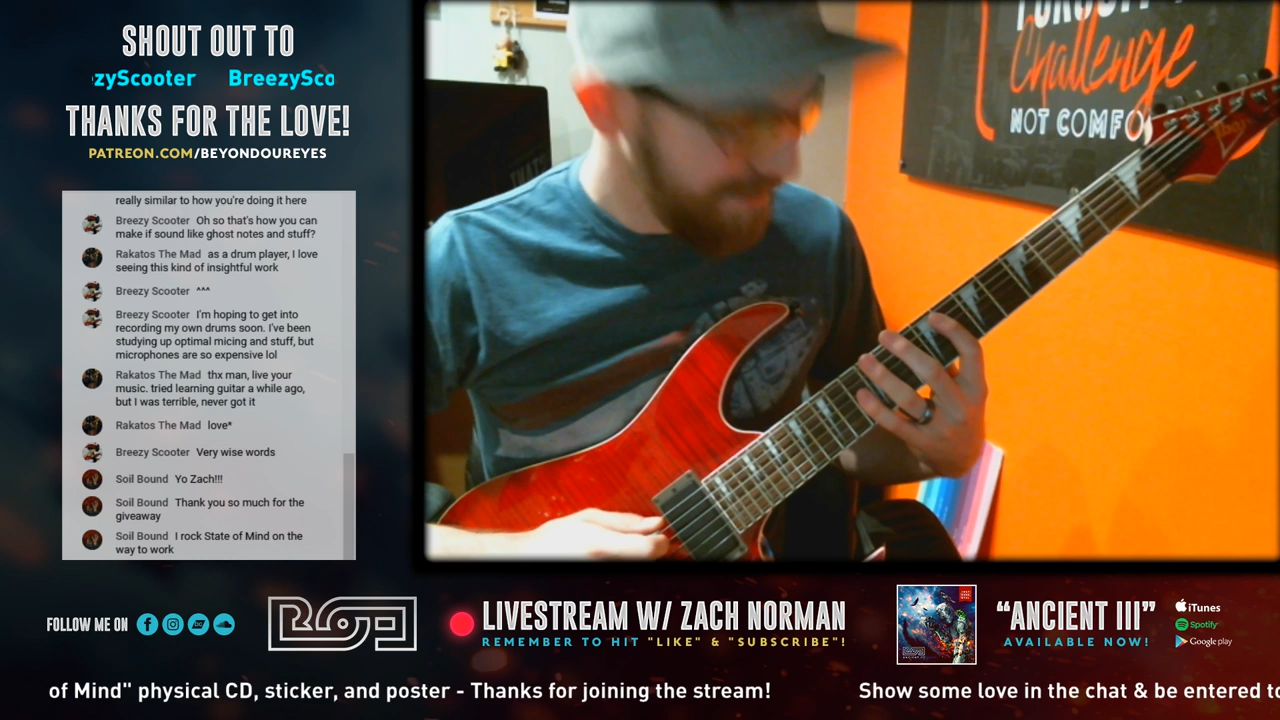 SHOUT OUT TO
zyScooter BreezySco
THANKS FOR THE LOVE!
PATREON.COM/BEYONDOUREYES
really similar to how you're doing it here
Breezy Scooter Oh so that's how you can
make if sound like ghost notes and stuff?
Rakatos The Mad as a drum player, I love
seeing this kind of insightful work
Breezy Scooter ^^^
Breezy Scooter I'm hoping to get into
recording my own drums soon. I've been
studying up optimal micing and stuff, but
microphones are so expensive lol
Rakatos The Mad thx man, live your
music. tried learning guitar a while ago,
but I was terrible, never got it
Rakatos The Mad love*
Breezy Scooter Very wise words
Soil Bound Yo Zach!!!
Soil Bound Thank you so much for the
giveaway
Soil Bound I rock State of Mind on the
way to work
Challenge
NOT COMFO
FOLLOW ME ON
LIVESTREAM W/ ZACH NORMAN
REMEMBER TO HIT "LIKE" & "SUBSCRIBE"!
“ANCIENT III”
AVAILABLE NOW!
iTunes
Spotify
Google play
of Mind" physical CD, sticker, and poster - Thanks for joining the stream! Show some love in the chat & be entered to